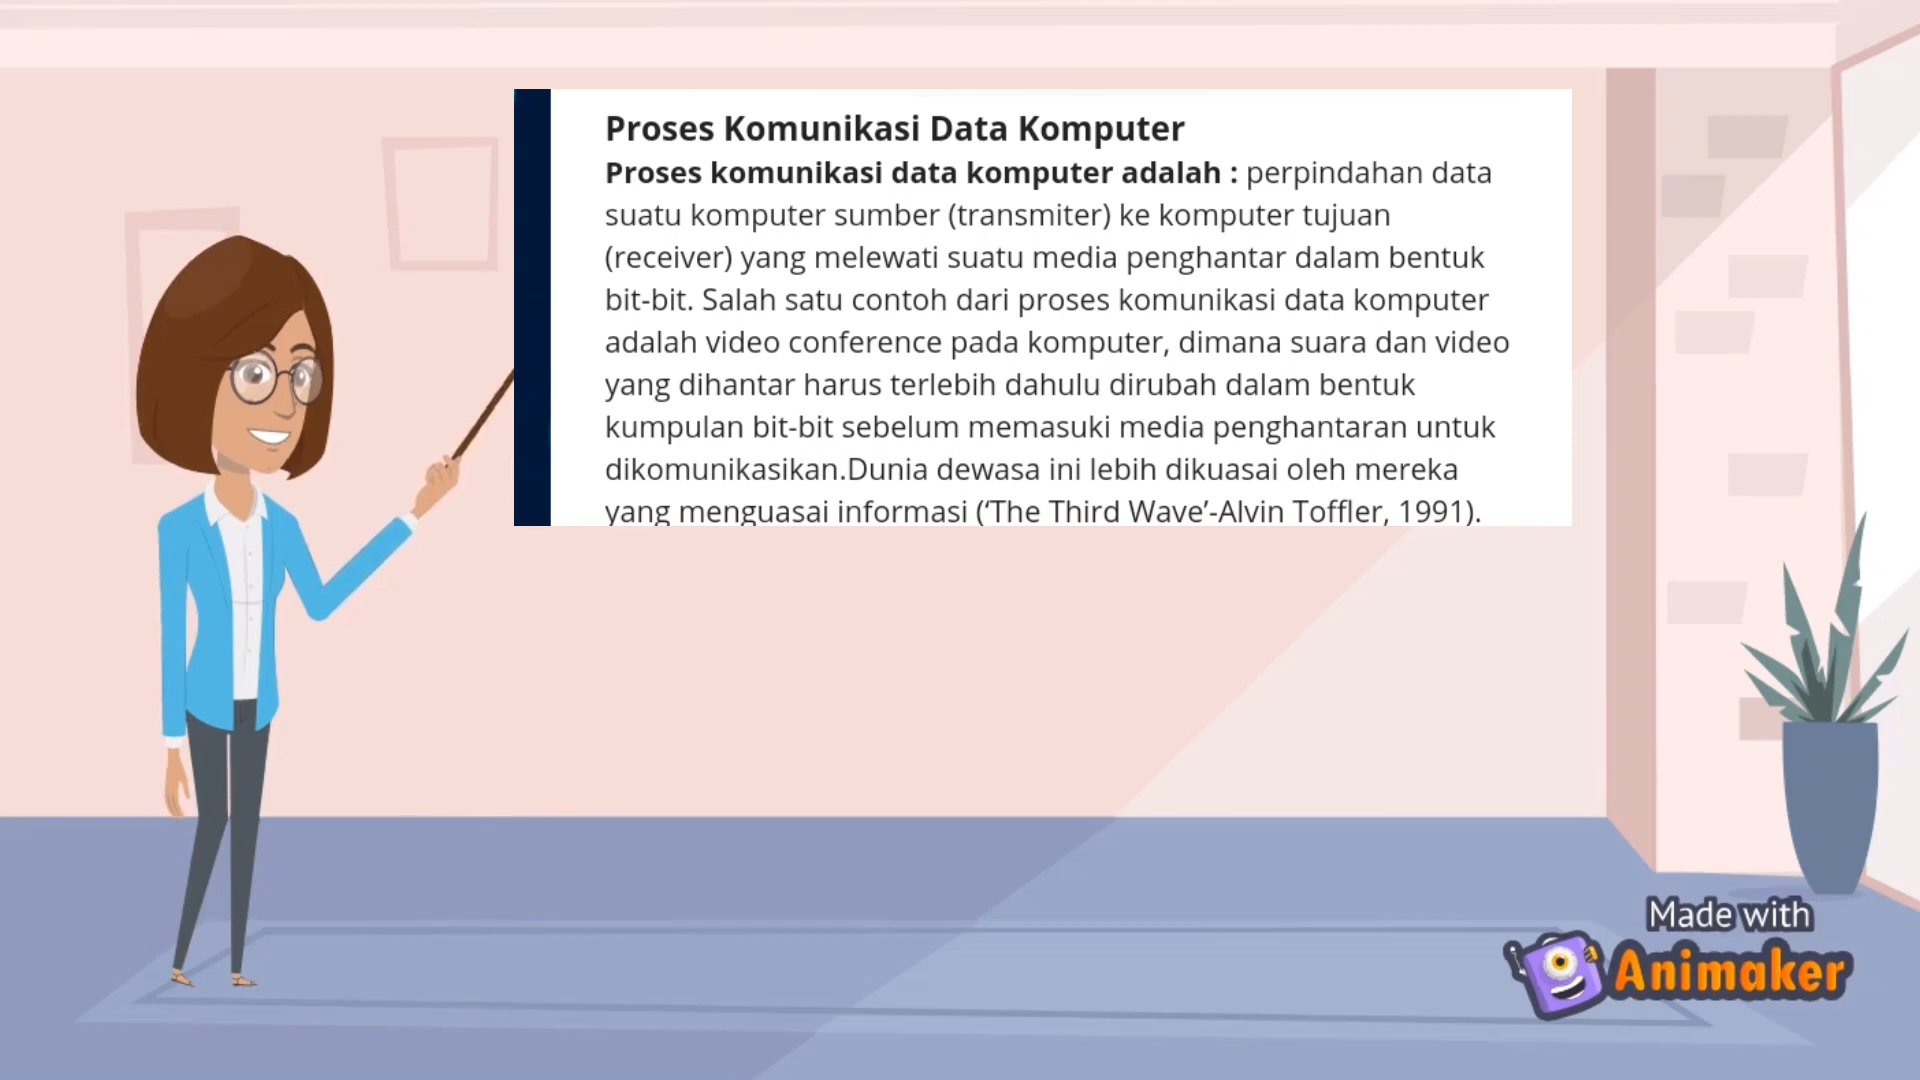 Proses Komunikasi Data Komputer
Proses komunikasi data komputer adalah : perpindahan data
suatu komputer sumber (transmiter) ke komputer tujuan
(receiver) yang melewati suatu media penghantar dalam bentuk
bit-bit. Salah satu contoh dari proses komunikasi data komputer
adalah video conference pada komputer, dimana suara dan video
yang dihantar harus terlebih dahulu dirubah dalam bentuk
kumpulan bit-bit sebelum memasuki media penghantaran untuk
dikomunikasikan.Dunia dewasa ini lebih dikuasai oleh mereka
yang menguasai informasi (‘The Third Wave’-Alvin Toffler, 1991).
Made with
Animaker